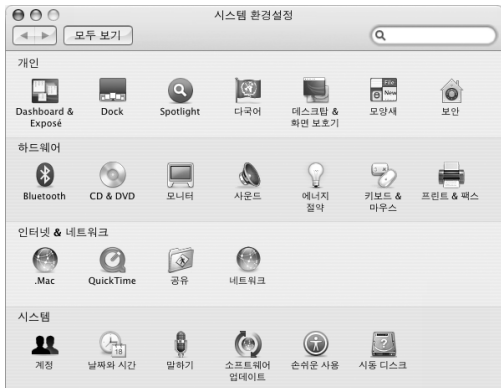 시스템 환경설정
모두 보기
개인
Dashboard & Exposé
Dock
Spotlight
다국어
데스크탑 & 화면 보호기
File
New
모양새
보안
하드웨어
Bluetooth
CD & DVD
모니터
사운드
에너지 절약
키보드 & 마우스
프린트 & 팩스
인터넷 & 네트워크
.Mac
QuickTime
공유
네트워크
시스템
계정
18
날짜와 시간
말하기
소프트웨어 업데이트
손쉬운 사용
?
시동 디스크